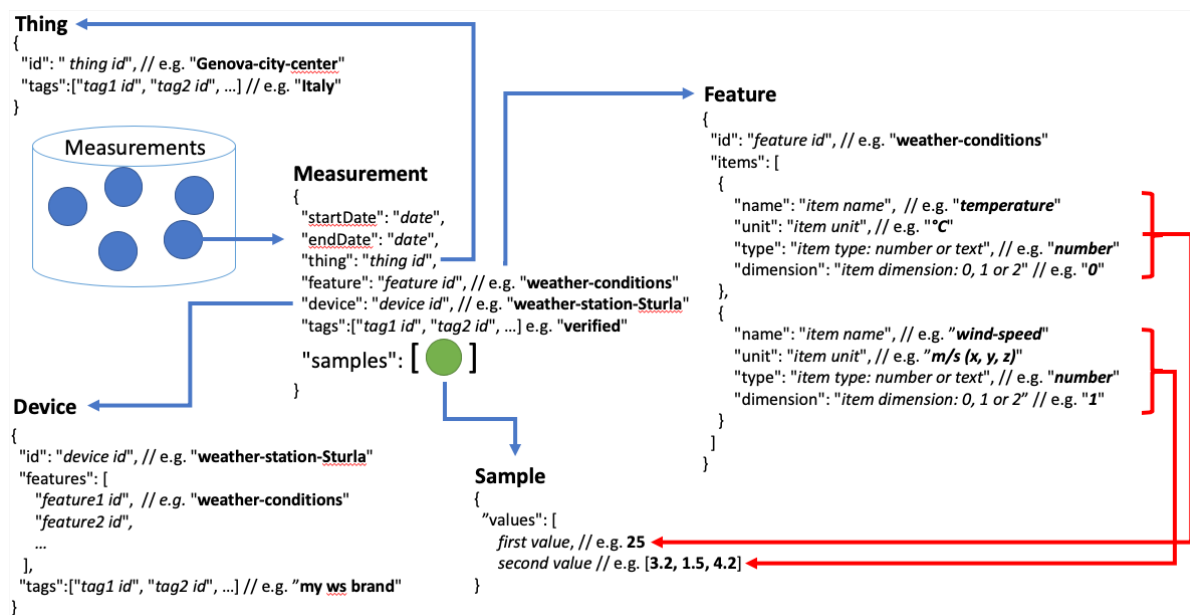 Thing
{
"id": " thing id", // e.g. "Genova-city-center"
"tags":["tag1 id", "tag2 id", …] // e.g. "Italy"
}
Measurements
Measurement
{
"startDate": "date",
"endDate": "date",
"thing": "thing id",
"feature": "feature id", // e.g. "weather-conditions"
"device": "device id", // e.g. "weather-station-Sturla"
"tags":["tag1 id", "tag2 id", …] e.g. "verified"
"samples": [ ]
}
Device
{
"id": "device id", // e.g. "weather-station-Sturla"
"features": [
"feature1 id", // e.g. "weather-conditions"
"feature2 id",
…
],
"tags":["tag1 id", "tag2 id", …] // e.g. ”my ws brand"
}
Sample
{
”values": [
first value, // e.g. 25
second value // e.g. [3.2, 1.5, 4.2]
}
Feature
{
"id": "feature id", // e.g. "weather-conditions"
"items": [
{
"name": "item name", // e.g. "temperature"
"unit": "item unit", // e.g. "°C"
"type": "item type: number or text", // e.g. "number"
"dimension": "item dimension: 0, 1 or 2" // e.g. "0"
},
{
"name": "item name", // e.g. ”wind-speed"
"unit": "item unit", // e.g. ”m/s (x, y, z)"
"type": "item type: number or text", // e.g. "number"
"dimension": "item dimension: 0, 1 or 2” // e.g. "1"
}
]
}